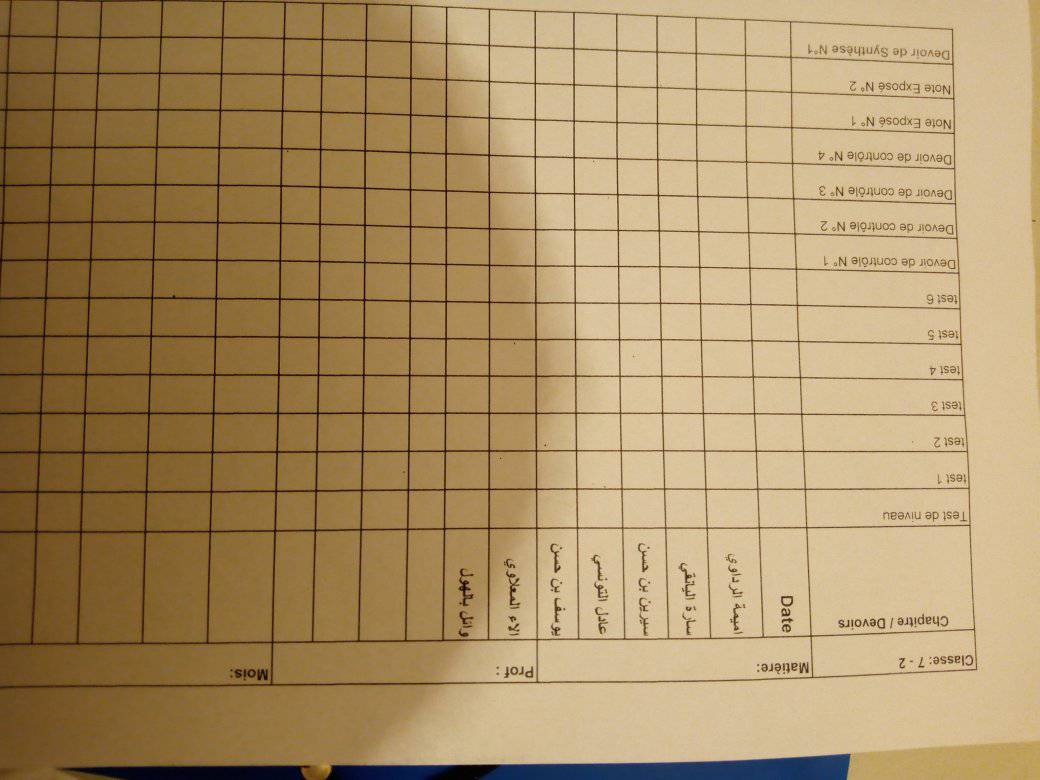 Classe: 7 - 2
Matière:
Prof :
Mois:
Chapitre / Devoirs
Date
اميمة الرداوي
سارة اليانقي
سيرين بن حسن
عادل التونسي
يوسف بن حسن
الاء المعلاوي
وائل بالهول
Test de niveau
test 1
test 2
test 3
test 4
test 5
test 6
Devoir de contrôle N° 1
Devoir de contrôle N° 2
Devoir de contrôle N° 3
Devoir de contrôle N° 4
Note Exposé N° 1
Note Exposé N° 2
Devoir de Synthèse N°1